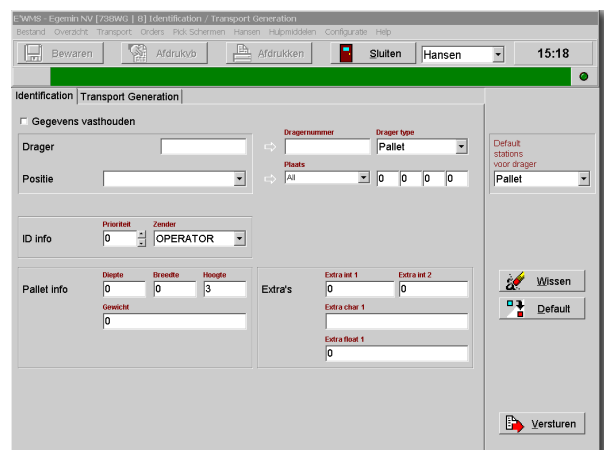 E'WMS - Egemin NV [738WG | B] Identification / Transport Generation
Bestand Overzicht Transport Orders Pick Schermen Hansen Hulpmiddelen Configuratie Help
Bewaren Afdrukvb Afdrukken Sluiten Hansen 15:18
Identification Transport Generation
Gegevens vasthouden
Dragernummer Drager type
Drager Pallet
Plaats
Positie All 0 0 0 0
Default
stations
voor drager
Pallet
Prioriteit Zender
ID info 0 OPERATOR
Diepte Breedte Hoogte
Pallet info 0 0 3
Gewicht
0
Extra int 1 Extra int 2
Extra's 0 0
Extra char 1
Extra float 1
0
Wissen
Default
Versturen